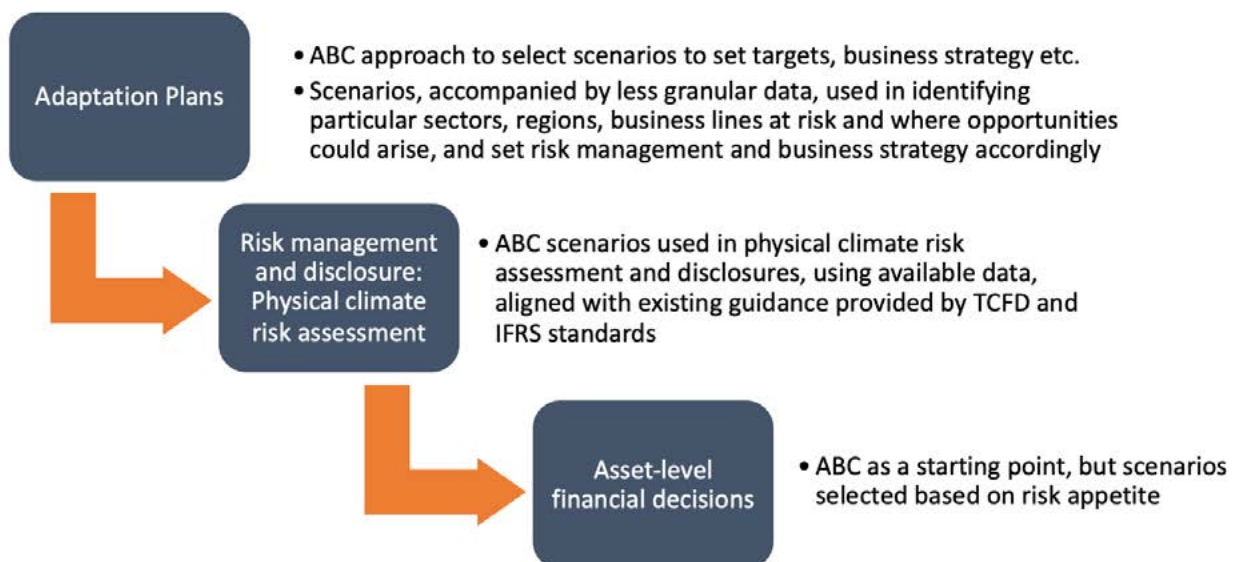 Adaptation Plans
• ABC approach to select scenarios to set targets, business strategy etc.
• Scenarios, accompanied by less granular data, used in identifying
particular sectors, regions, business lines at risk and where opportunities
could arise, and set risk management and business strategy accordingly
Risk management
and disclosure:
Physical climate
risk assessment
• ABC scenarios used in physical climate risk
assessment and disclosures, using available data,
aligned with existing guidance provided by TCFD and
IFRS standards
Asset-level
financial decisions
• ABC as a starting point, but scenarios
selected based on risk appetite